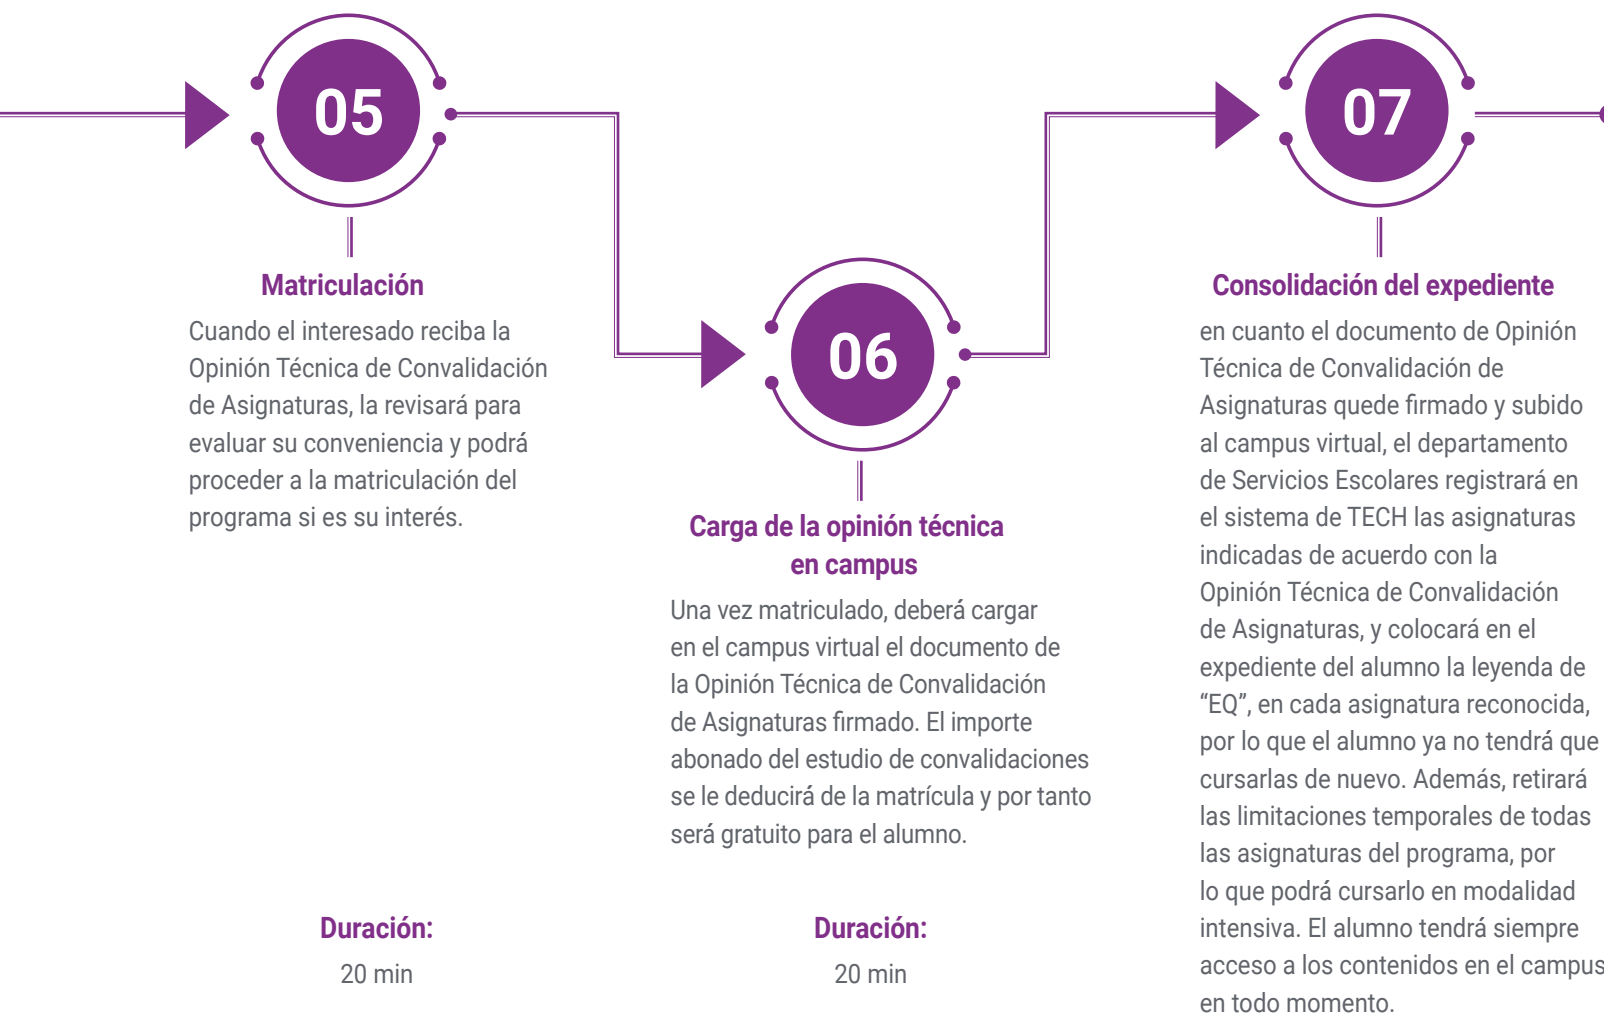 05
Matriculación
Cuando el interesado reciba la
Opinión Técnica de Convalidación
de Asignaturas, la revisará para
evaluar su conveniencia y podrá
proceder a la matriculación del
programa si es su interés.
Duración:
20 min
06
Carga de la opinión técnica
en campus
Una vez matriculado, deberá cargar
en el campus virtual el documento de
la Opinión Técnica de Convalidación
de Asignaturas firmado. El importe
abonado del estudio de convalidaciones
se le deducirá de la matrícula y por tanto
será gratuito para el alumno.
Duración:
20 min
07
Consolidación del expediente
en cuanto el documento de Opinión
Técnica de Convalidación de
Asignaturas quede firmado y subido
al campus virtual, el departamento
de Servicios Escolares registrará en
el sistema de TECH las asignaturas
indicadas de acuerdo con la
Opinión Técnica de Convalidación
de Asignaturas, y colocará en el
expediente del alumno la leyenda de
“EQ”, en cada asignatura reconocida,
por lo que el alumno ya no tendrá que
cursarlas de nuevo. Además, retirará
las limitaciones temporales de todas
las asignaturas del programa, por
lo que podrá cursarlo en modalidad
intensiva. El alumno tendrá siempre
acceso a los contenidos en el campus
en todo momento.